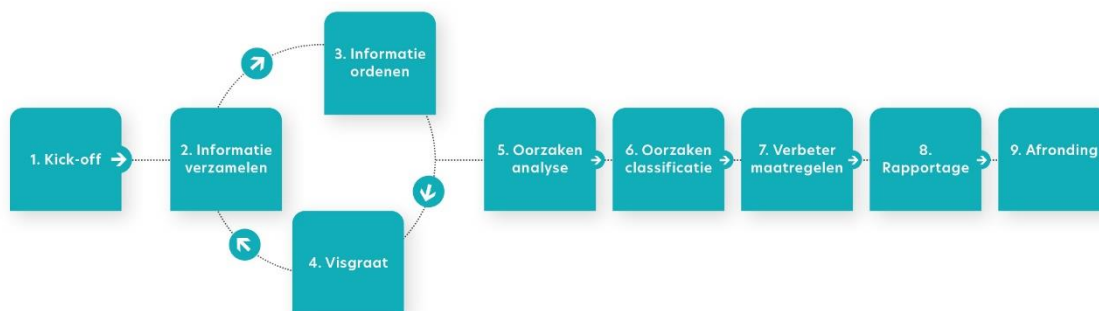 1. Kick-off
2. Informatie
verzamelen
3. Informatie
ordenen
4. Visgraat
5. Oorzaken
analyse
6. Oorzaken
classificatie
7. Verbeter
maatregelen
8.
Rapportage
9. Afronding